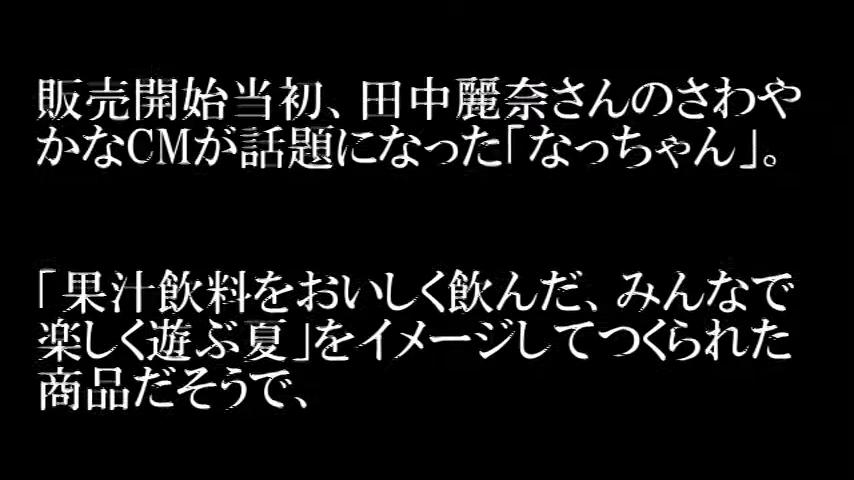 販売開始当初、田中麗奈さんのさわや
かなCMが話題になった「なっちゃん」。
「果汁飲料をおいしく飲んだ、みんなで
楽しく遊ぶ夏」をイメージしてつくられた
商品だそうで、